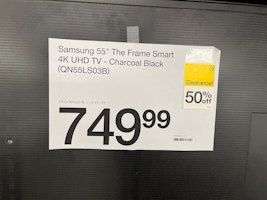 Samsung 55" The Frame Smart
4K UHD TV - Charcoal Black
(QN55LS03B)
Clearance
50%
off
749.99